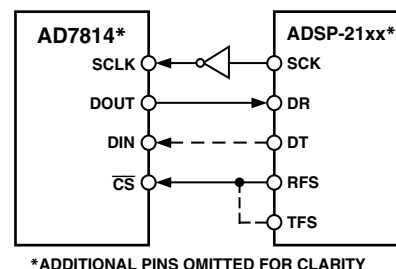 AD7814* ADSP-21xx*
SCLK SCK
DOUT DR
DIN DT
CS RFS
TFS
*ADDITIONAL PINS OMITTED FOR CLARITY